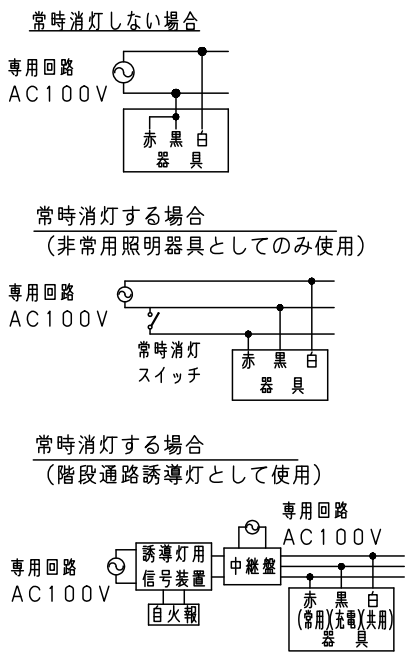 常時消灯しない場合
専用回路
AC100V
赤 黒 白
器 具
常時消灯する場合
(非常用照明器具としてのみ使用)
専用回路
AC100V
常時消灯
スイッチ
赤 黒 白
器 具
常時消灯する場合
(階段通路誘導灯として使用)
専用回路
AC100V
専用回路
AC100V
誘導灯用
信号装置
中継盤
自火報
赤 黒 白
(常用)(充電)(共用)
器 具